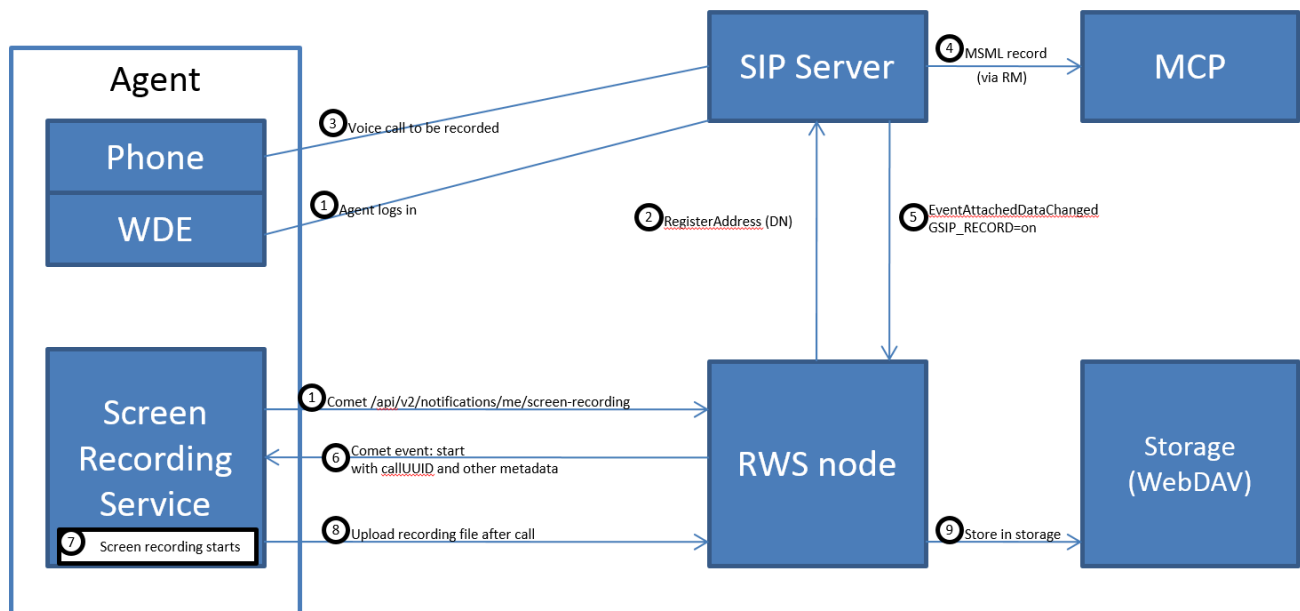 Agent
Phone
WDE
SIP Server
4 MSML record
(via RM)
MCP
3 Voice call to be recorded
1 Agent logs in
2 RegisterAddress (DN)
5 EventAttachedDataChanged
GSIP_RECORD=on
Screen
Recording
Service
7 Screen recording starts
1 Comet /api/v2/notifications/me/screen-recording
6 Comet event: start
with callUUID and other metadata
8 Upload recording file after call
RWS node
9 Store in storage
Storage
(WebDAV)